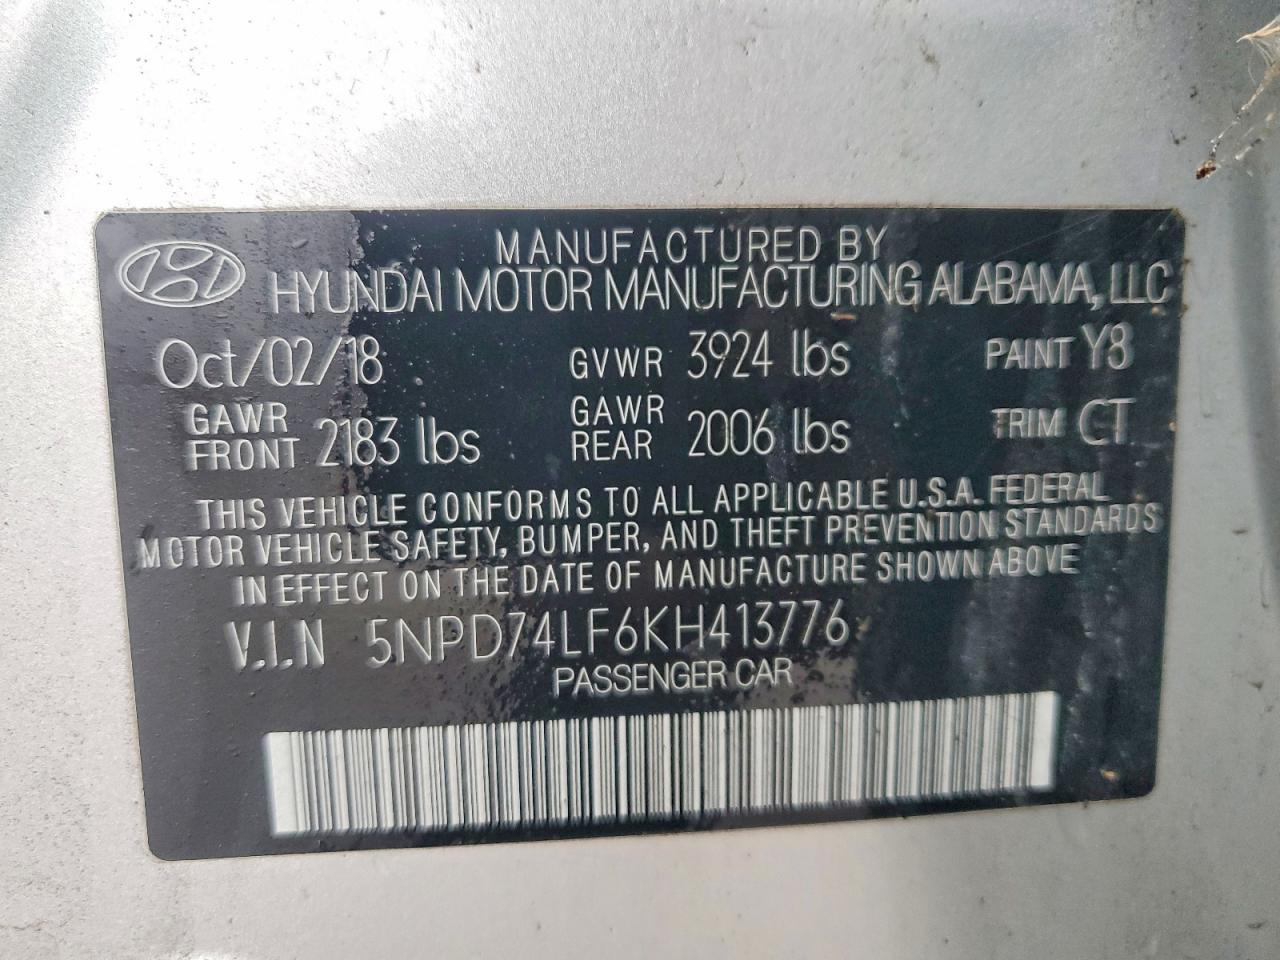 MANUFACTURED BY
HYUNDAI MOTOR MANUFACTURING ALABAMA, LLC
Oct/02/18 GVWR 3924 lbs PAINT Y8
GAWR FRONT 2183 lbs GAWR REAR 2006 lbs TRIM CT
THIS VEHICLE CONFORMS TO ALL APPLICABLE U.S.A. FEDERAL
MOTOR VEHICLE SAFETY, BUMPER, AND THEFT PREVENTION STANDARDS
IN EFFECT ON THE DATE OF MANUFACTURE SHOWN ABOVE
V.I.N 5NPD74LF6KH413776
PASSENGER CAR